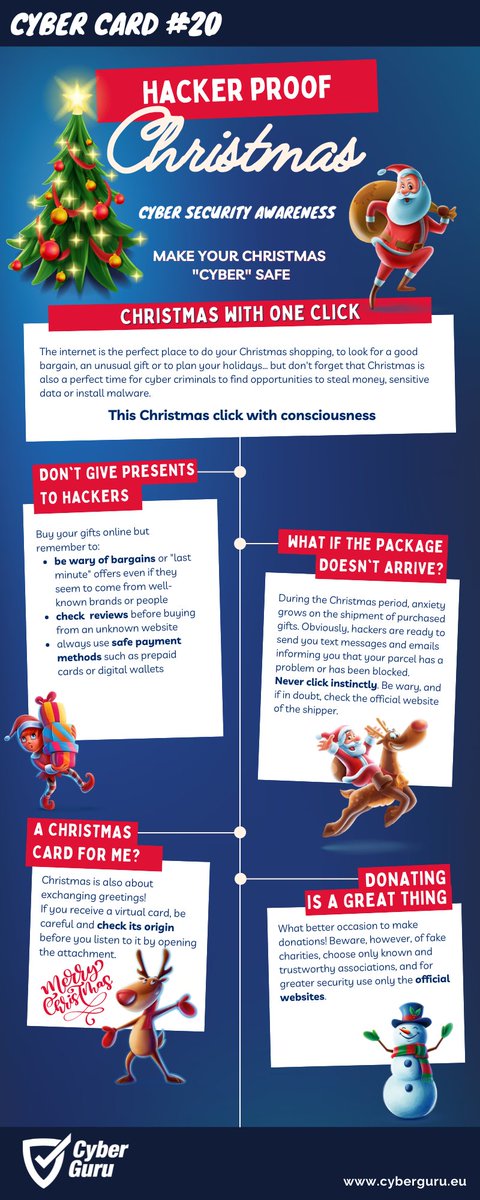 CYBER CARD #20
HACKER PROOF
Christmas
CYBER SECURITY AWARENESS
MAKE YOUR CHRISTMAS
"CYBER" SAFE
CHRISTMAS WITH ONE CLICK
The internet is the perfect place to do your Christmas shopping, to look for a good
bargain, an unusual gift or to plan your holidays... but don't forget that Christmas is
also a perfect time for cyber criminals to find opportunities to steal money, sensitive
data or install malware.
This Christmas click with consciousness
DON'T GIVE PRESENTS
TO HACKERS
Buy your gifts online but
remember to:
• be wary of bargains or "last
minute" offers even if they
seem to come from well-
known brands or people
• check reviews before buying
from an unknown website
• always use safe payment
methods such as prepaid
cards or digital wallets
WHAT IF THE PACKAGE
DOESN'T ARRIVE?
During the Christmas period, anxiety
grows on the shipment of purchased
gifts. Obviously, hackers are ready to
send you text messages and emails
informing you that your parcel has a
problem or has been blocked.
Never click instinctly. Be wary, and
if in doubt, check the official website
of the shipper.
A CHRISTMAS
CARD FOR ME?
Christmas is also about
exchanging greetings!
If you receive a virtual card, be
careful and check its origin
before you listen to it by opening
the attachment.
Merry
Christmas
DONATING
IS A GREAT THING
What better occasion to make
donations! Beware, however, of fake
charities, choose only known and
trustworthy associations, and for
greater security use only the official
websites.
Cyber
Guru
www.cyberguru.eu